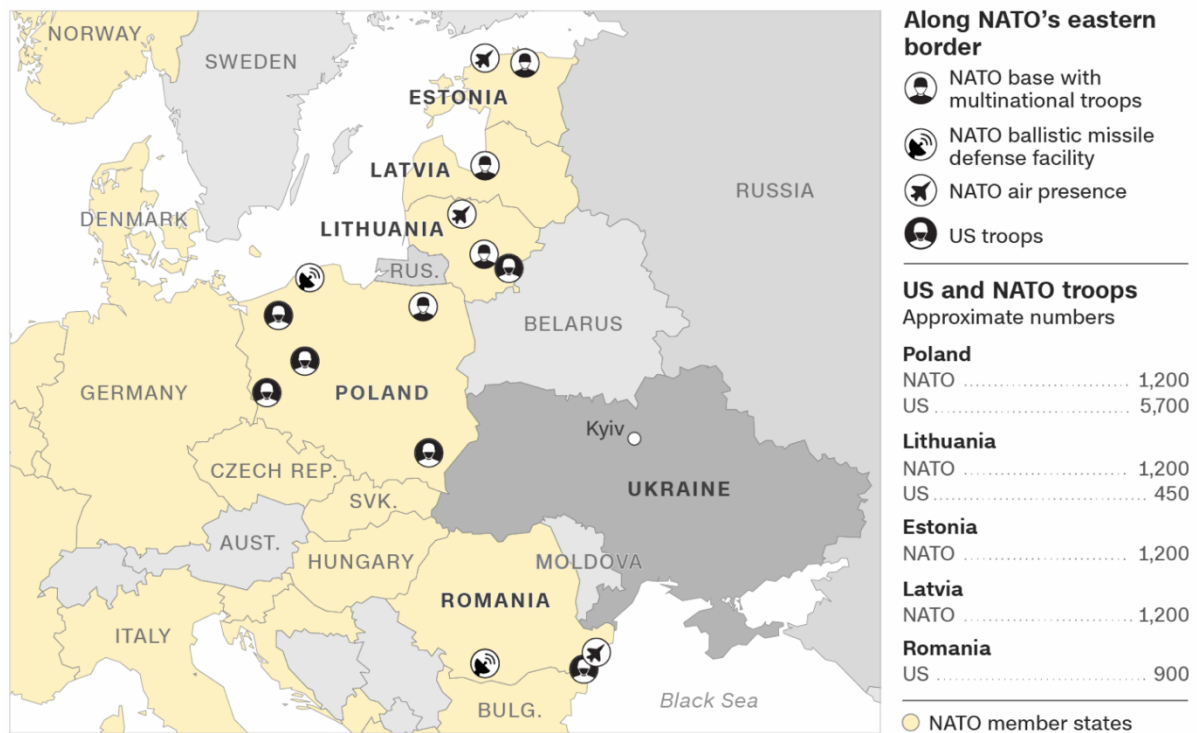 NORWAY
SWEDEN
ESTONIA
LATVIA
RUSSIA
DENMARK
LITHUANIA
RUS.
BELARUS
GERMANY
POLAND
Kyiv
CZECH REP.
UKRAINE
SVK.
AUST.
HUNGARY
MOLDOVA
ROMANIA
ITALY
Black Sea
BULG.
Along NATO’s eastern
border
NATO base with
multinational troops
NATO ballistic missile
defense facility
NATO air presence
US troops
US and NATO troops
Approximate numbers
Poland
NATO ........................ 1,200
US ........................ 5,700
Lithuania
NATO ........................ 1,200
US ........................ 450
Estonia
NATO ........................ 1,200
Latvia
NATO ........................ 1,200
Romania
US ........................ 900
NATO member states